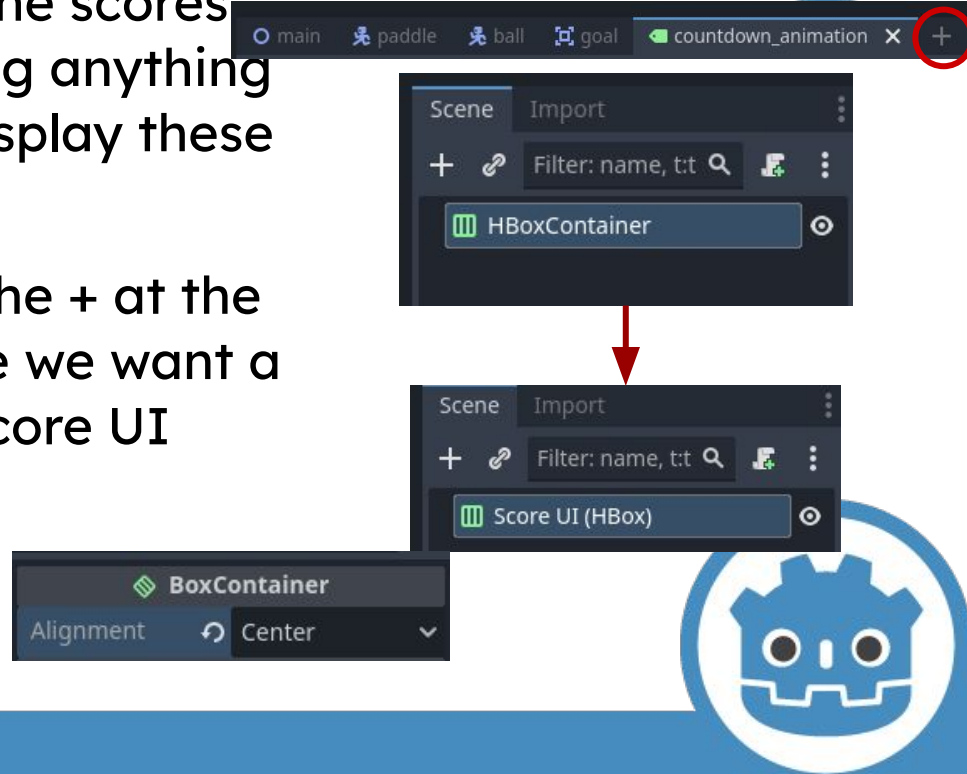 he scores
main paddle ball goal countdown_animation
g anything
splay these
Scene Import
Filter: name, t:t
HBoxContainer
he + at the
e we want a
core UI
Scene Import
Filter: name, t:t
Score UI (HBox)
BoxContainer
Alignment Center